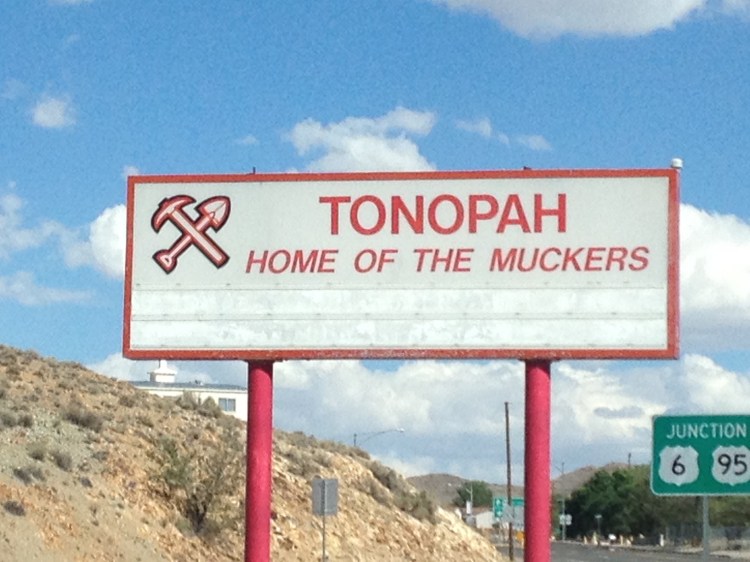 TONOPAH
HOME OF THE MUCKERS
JUNCTION
6 95